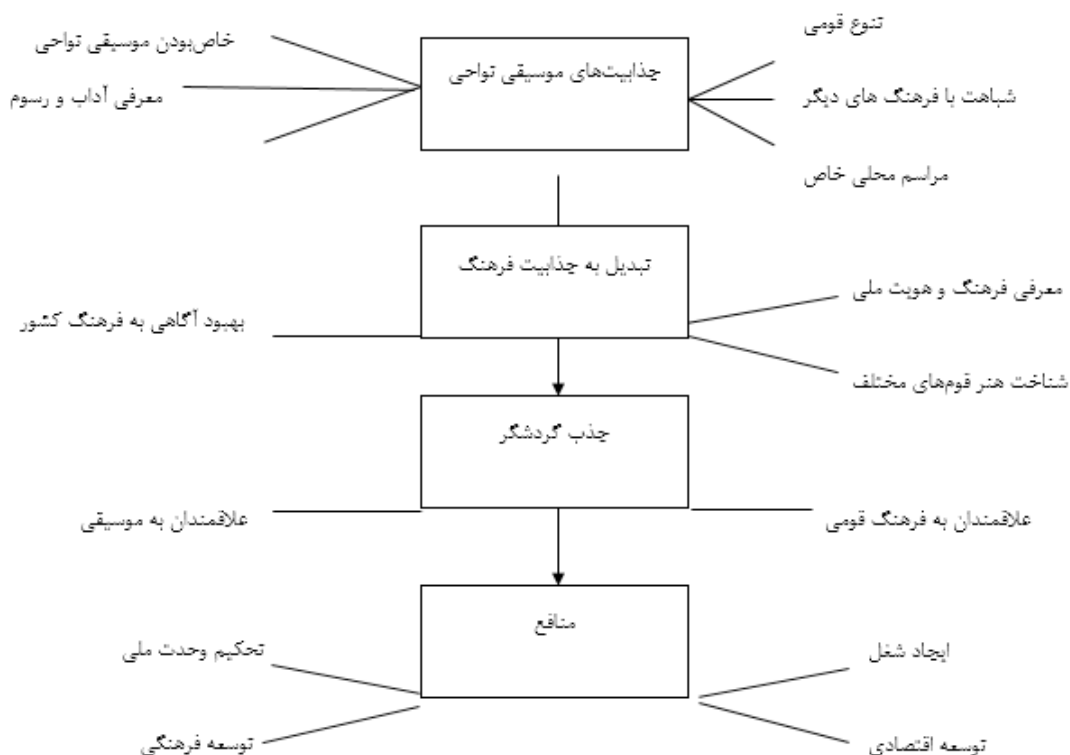 تنوع قومی
خاص‌بودن موسیقی نواحی
جذابیت‌های موسیقی نواحی
شباهت با فرهنگ های دیگر
معرفی آداب و رسوم
مراسم محلی خاص
تبدیل به جذابیت فرهنگ
معرفی فرهنگ و هویت ملی
بهبود آگاهی به فرهنگ کشور
شناخت هنر قوم‌های مختلف
جذب گردشگر
علاقمندان به فرهنگ قومی
علاقمندان به موسیقی
منافع
ایجاد شغل
تحکیم وحدت ملی
توسعه اقتصادی
توسعه فرهنگی